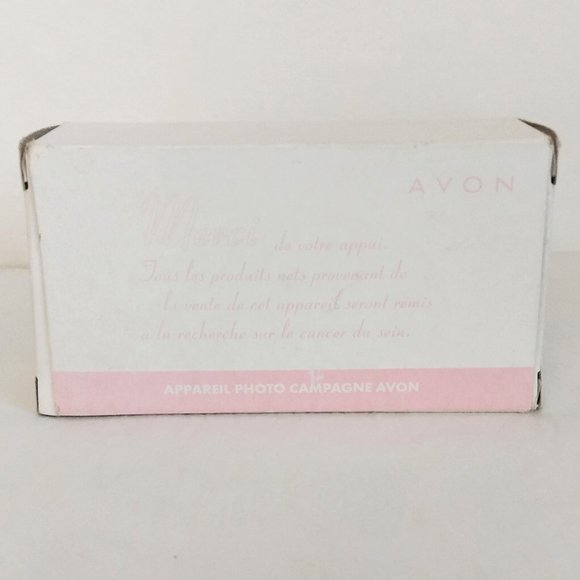 AVON
Merci de votre appui.
Tous les produits nets provenant de
la vente de cet appareil seront remis
a la recherche sur le cancer du sein.
APPAREIL PHOTO CAMPAGNE AVON